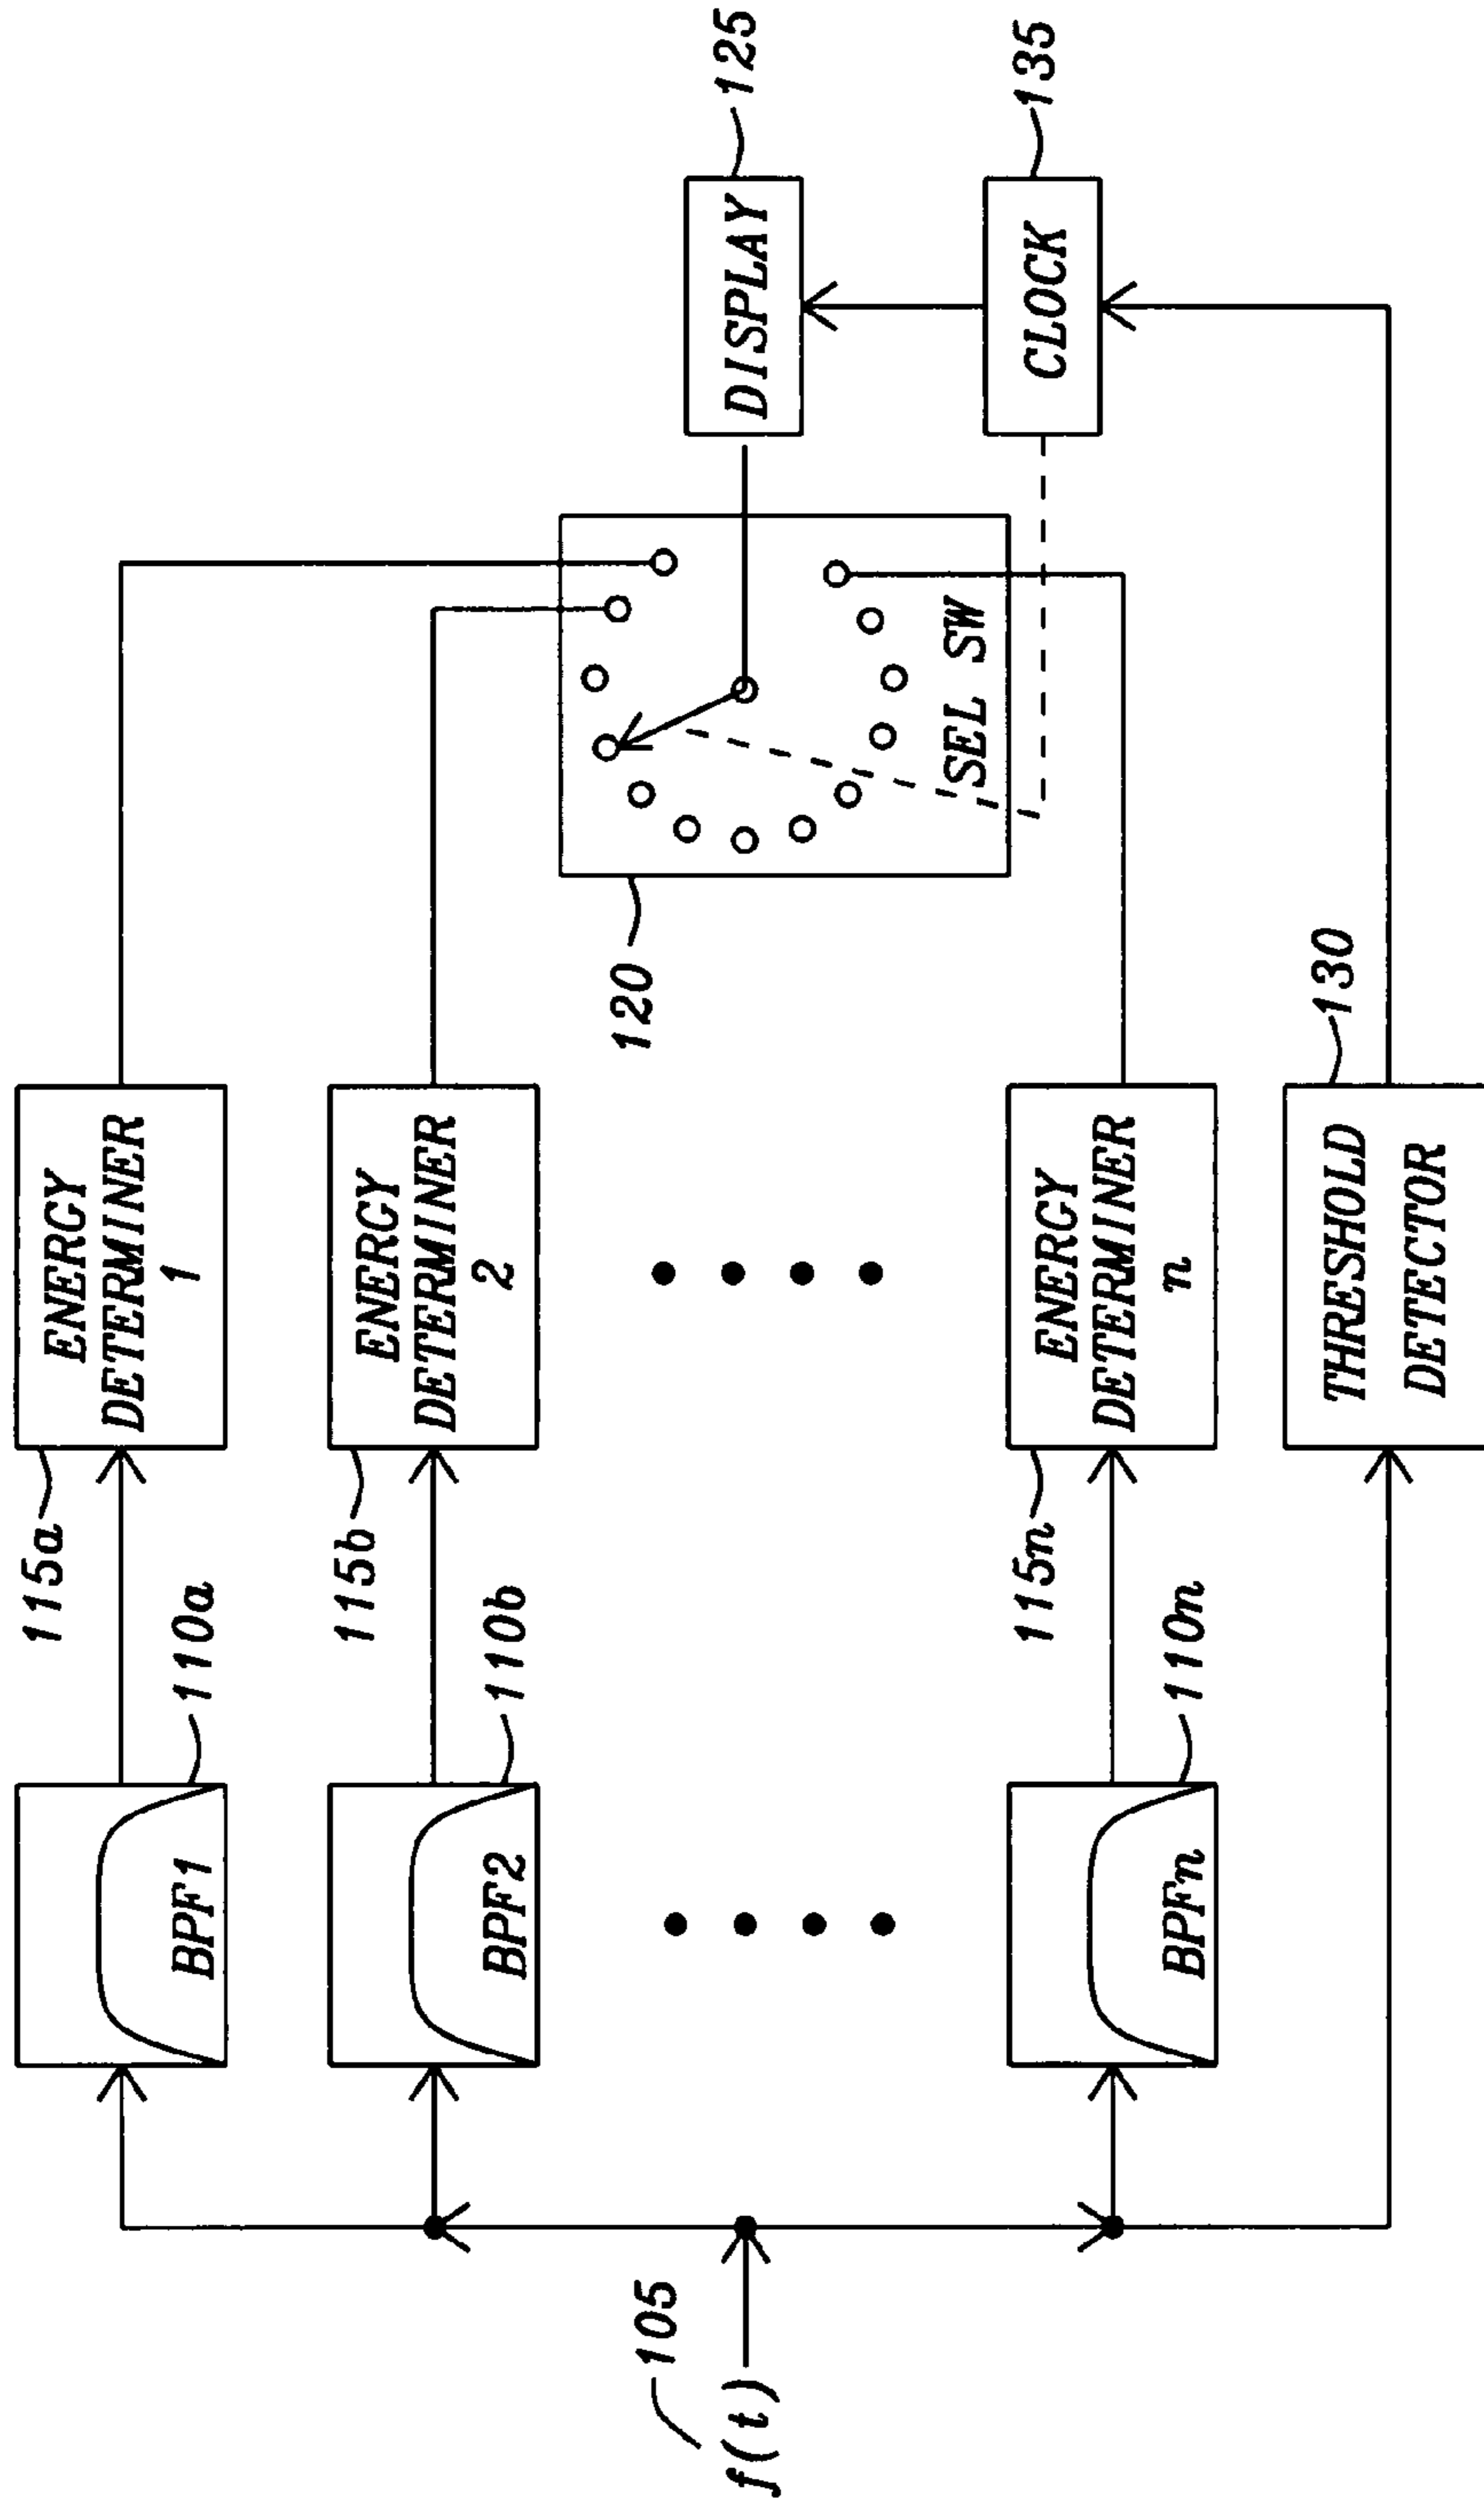 f(t)
105
BPF1
110a
BPF2
110b
BPFn
110n
ENERGY
DETERMINER
1
115a
ENERGY
DETERMINER
2
115b
ENERGY
DETERMINER
n
115n
THRESHOLD
DETECTOR
130
SEL SW
120
DISPLAY
125
CLOCK
135